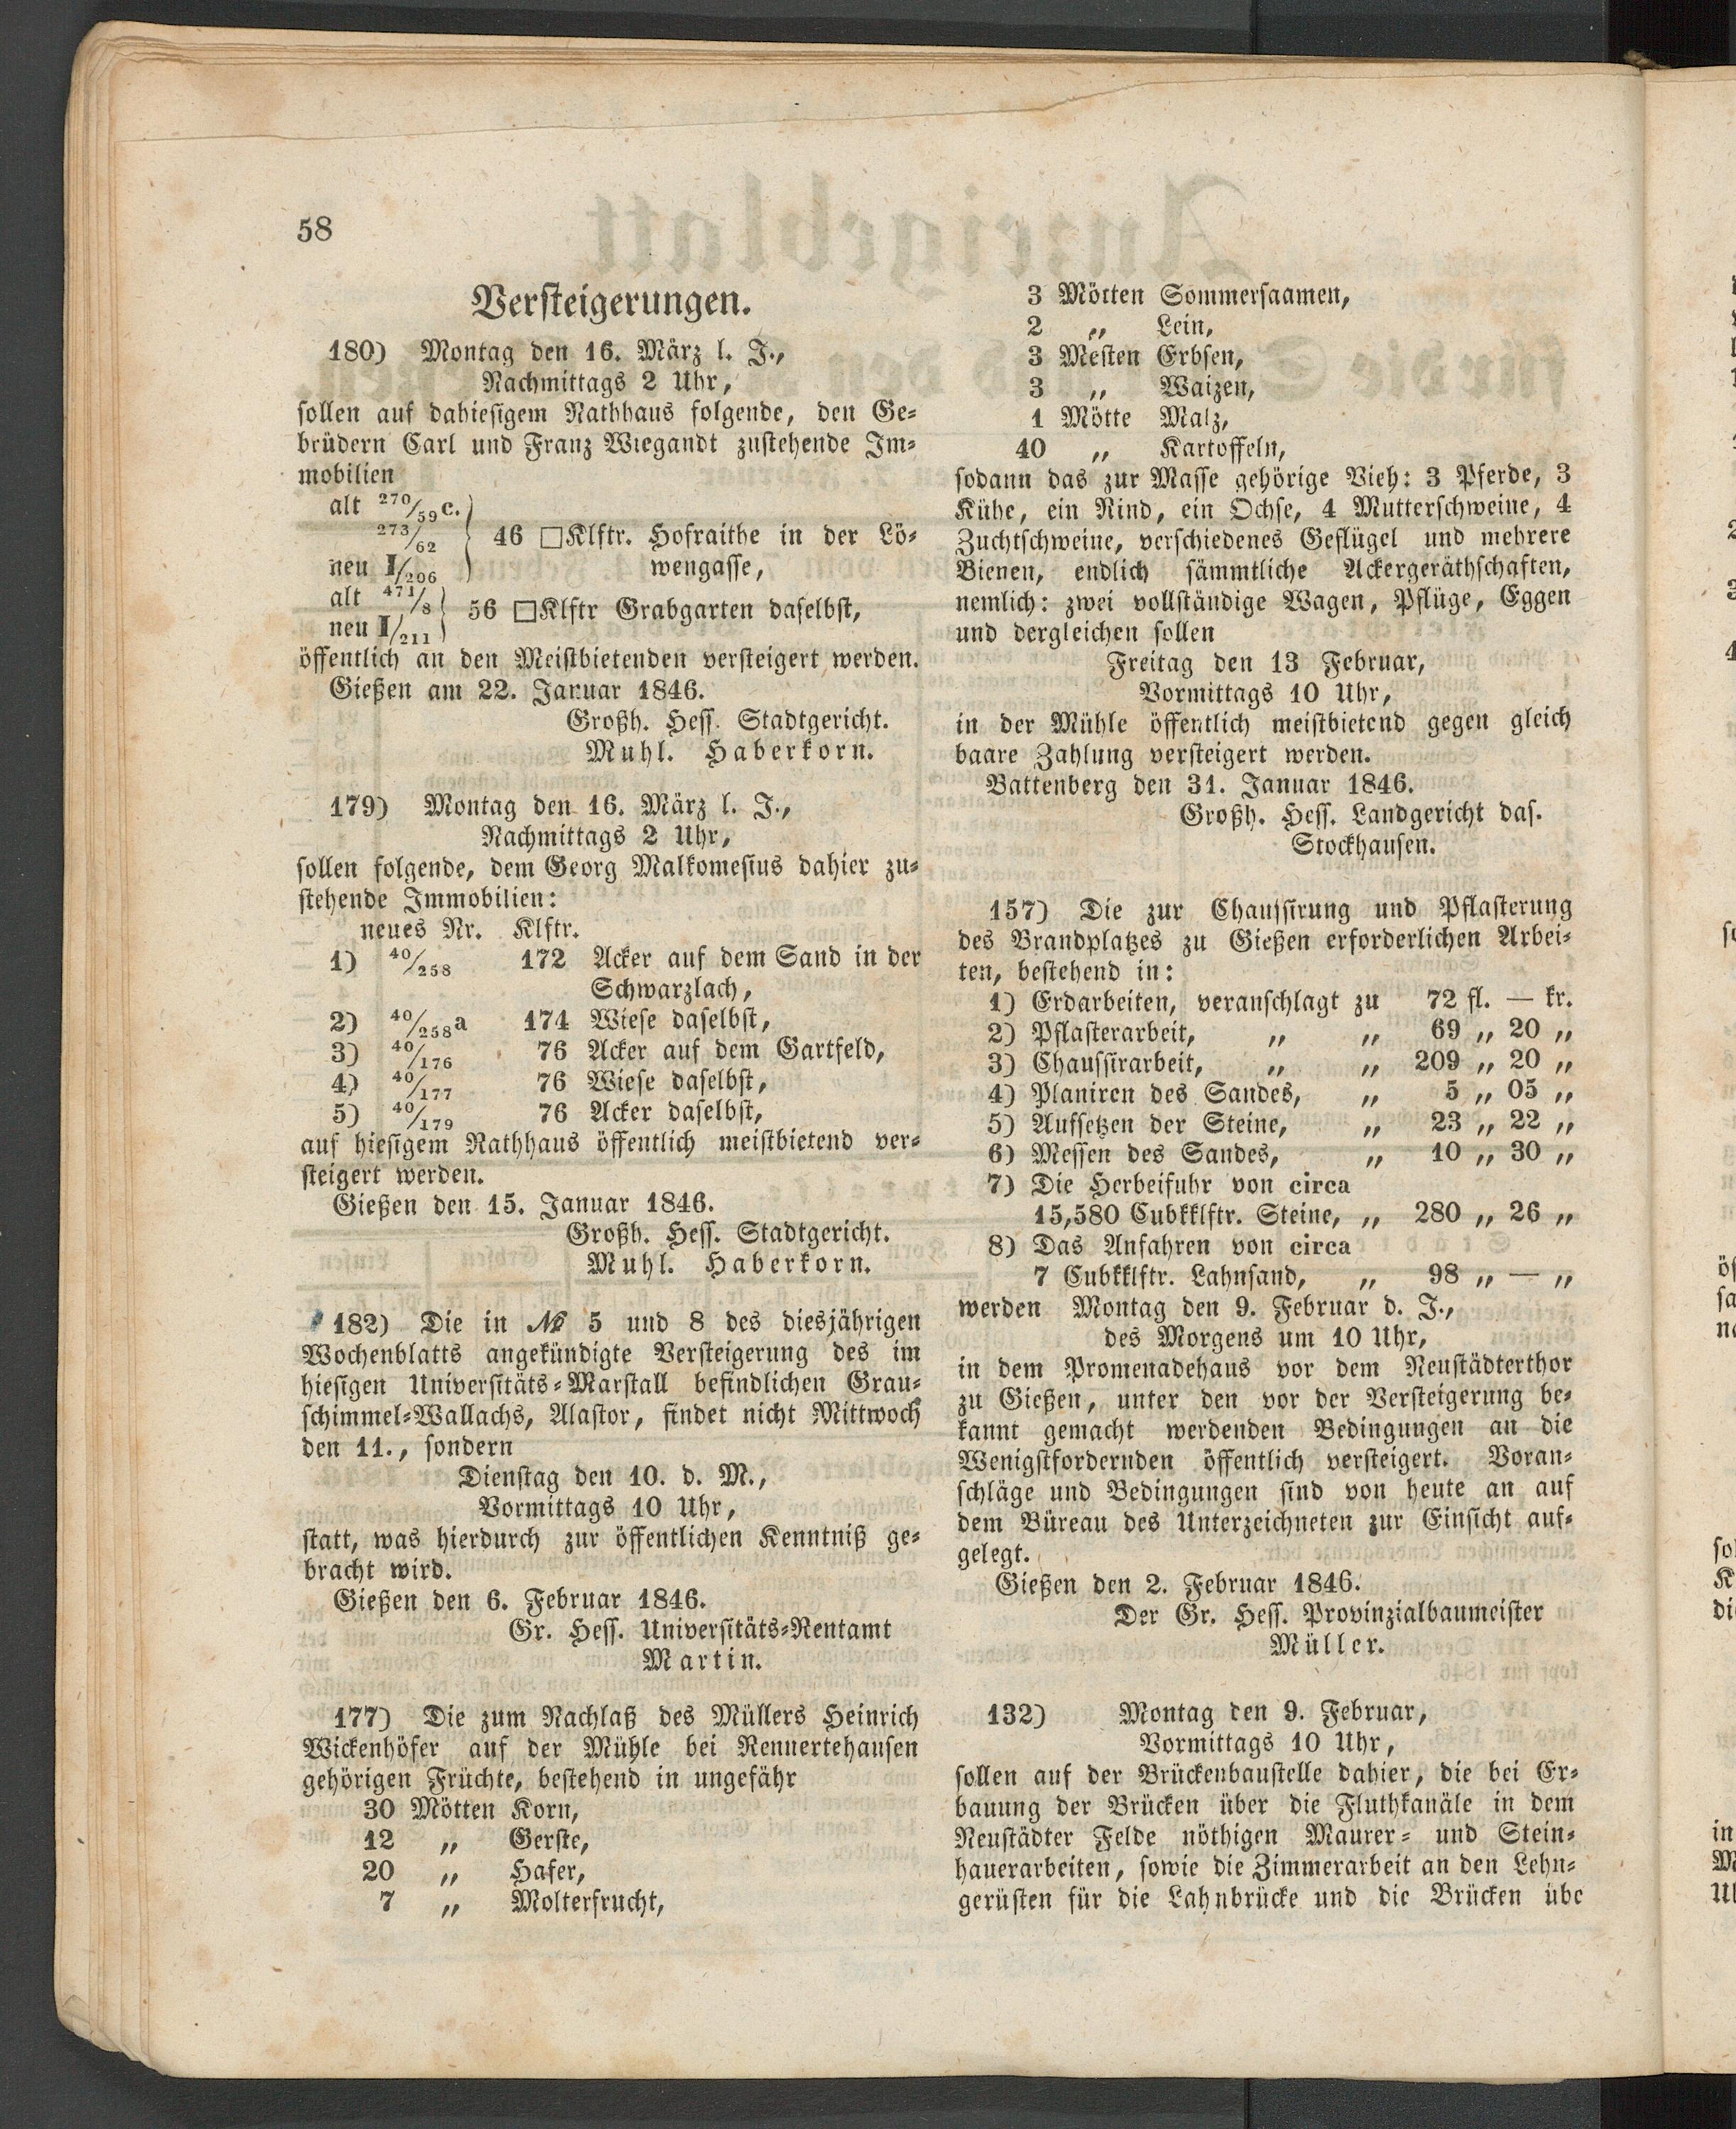 58
Versteigerungen.
180) Montag den 16. März l. J.,
Nachmittags 2 Uhr,
sollen auf dahiesigem Rathhaus folgende, den Ge-
brüdern Carl und Franz Wiegandt zustehende Im-
mobilien
alt 270/59 c.
273/62
neu I/206
46 □Klftr. Hofraithe in der Lö-
wengasse,
alt 471/8
neu I/211
56 □Klftr Grabgarten daselbst,
öffentlich an den Meistbietenden versteigert werden.
Gießen am 22. Januar 1846.
Großh. Hess. Stadtgericht.
Muhl. Haberkorn.
179) Montag den 16. März l. J.,
Nachmittags 2 Uhr,
sollen folgende, dem Georg Malkomesius dahier zu-
stehende Immobilien:
neues Nr. Klftr.
1) 40/258 172 Acker auf dem Sand in der
Schwarzlach,
2) 40/258 a 174 Wiese daselbst,
3) 40/176 76 Acker auf dem Gartfeld,
4) 40/177 76 Wiese daselbst,
5) 40/179 76 Acker daselbst,
auf hiesigem Rathhaus öffentlich meistbietend ver-
steigert werden.
Gießen den 15. Januar 1846.
Großh. Hess. Stadtgericht.
Muhl. Haberkorn.
182) Die in № 5 und 8 des diesjährigen
Wochenblatts angekündigte Versteigerung des im
hiesigen Universitäts-Marstall befindlichen Grau-
schimmel-Wallachs, Alastor, findet nicht Mittwoch
den 11., sondern
Dienstag den 10. d. M.,
Vormittags 10 Uhr,
statt, was hierdurch zur öffentlichen Kenntniß ge-
bracht wird.
Gießen den 6. Februar 1846.
Gr. Hess. Universitäts-Rentamt
Martin.
177) Die zum Nachlaß des Müllers Heinrich
Wickenhöfer auf der Mühle bei Rennertehausen
gehörigen Früchte, bestehend in ungefähr
30 Mötten Korn,
12 „ Gerste,
20 „ Hafer,
7 „ Molterfrucht,
3 Mötten Sommersaamen,
2 „ Lein,
3 Mesten Erbsen,
3 „ Waizen,
1 Mötte Malz,
40 „ Kartoffeln,
sodann das zur Masse gehörige Vieh: 3 Pferde, 3
Kühe, ein Rind, ein Ochse, 4 Mutterschweine, 4
Zuchtschweine, verschiedenes Geflügel und mehrere
Bienen, endlich sämmtliche Ackergeräthschaften,
nemlich: zwei vollständige Wagen, Pflüge, Eggen
und dergleichen sollen
Freitag den 13 Februar,
Vormittags 10 Uhr,
in der Mühle öffentlich meistbietend gegen gleich
baare Zahlung versteigert werden.
Battenberg den 31. Januar 1846.
Großh. Hess. Landgericht das.
Stockhausen.
157) Die zur Chaussirung und Pflasterung
des Brandplatzes zu Gießen erforderlichen Arbei-
ten, bestehend in:
1) Erdarbeiten, veranschlagt zu 72 fl. — kr.
2) Pflasterarbeit, „ „ 69 „ 20 „
3) Chaussirarbeit, „ „ 209 „ 20 „
4) Planiren des Sandes, „ 5 „ 05 „
5) Aufsetzen der Steine, „ 23 „ 22 „
6) Messen des Sandes, „ 10 „ 30 „
7) Die Herbeifuhr von circa
15,580 Cubkklftr. Steine, „ 280 „ 26 „
8) Das Anfahren von circa
7 Cubkklftr. Lahnsand, „ 98 „ — „
werden Montag den 9. Februar d. J.,
des Morgens um 10 Uhr,
in dem Promenadehaus vor dem Neustädterthor
zu Gießen, unter den vor der Versteigerung be-
kannt gemacht werdenden Bedingungen an die
Wenigstfordernden öffentlich versteigert. Voran-
schläge und Bedingungen sind von heute an auf
dem Büreau des Unterzeichneten zur Einsicht auf-
gelegt.
Gießen den 2. Februar 1846.
Der Gr. Hess. Provinzialbaumeister
Müller.
132) Montag den 9. Februar,
Vormittags 10 Uhr,
sollen auf der Brückenbaustelle dahier, die bei Er-
bauung der Brücken über die Fluthkanäle in dem
Neustädter Felde nöthigen Maurer- und Stein-
hauerarbeiten, sowie die Zimmerarbeit an den Lehn-
gerüsten für die Lahnbrücke und die Brücken übe